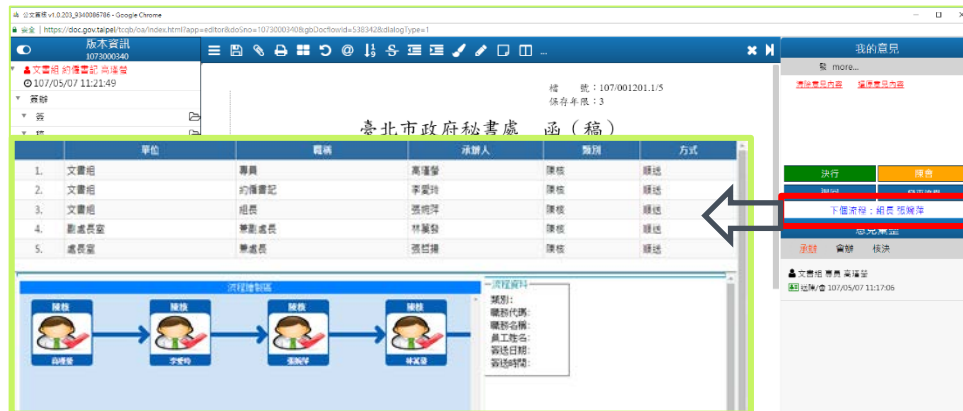 公文簽核 v1.0.203_9340086786 - Google Chrome
安全 | https://doc.gov.taipei/tcqb/oa/index.html?app=editor&doSno=1073000340&gbDocflowId=5383428&dialogType=1
版本資訊
1073000340
文書組 約僱書記 高瑾瑩
107/05/07 11:21:49
簽辦
簽
檔 號：107/001201.1/5
保存年限：3
臺北市政府秘書處 函（稿）
我的意見
more...
清除意見內容 還原意見內容
決行 陳會
下個流程：組長 張婉萍
意見彙整
承辦 會辦 核決
文書組 專員 高瑾瑩
送陳/會 107/05/07 11:17:06
單位 職稱 承辦人 類別 方式
1. 文書組 專員 高瑾瑩 陳核 順送
2. 文書組 約僱書記 李愛玲 陳核 順送
3. 文書組 組長 張婉萍 陳核 順送
4. 副處長室 兼副處長 林萬發 陳核 順送
5. 處長室 兼處長 張哲揚 陳核 順送
流程繪製區
陳核 陳核 陳核 陳核
流程資料
類別:
職務代碼:
職務名稱:
員工姓名:
簽送日期:
簽送時間: